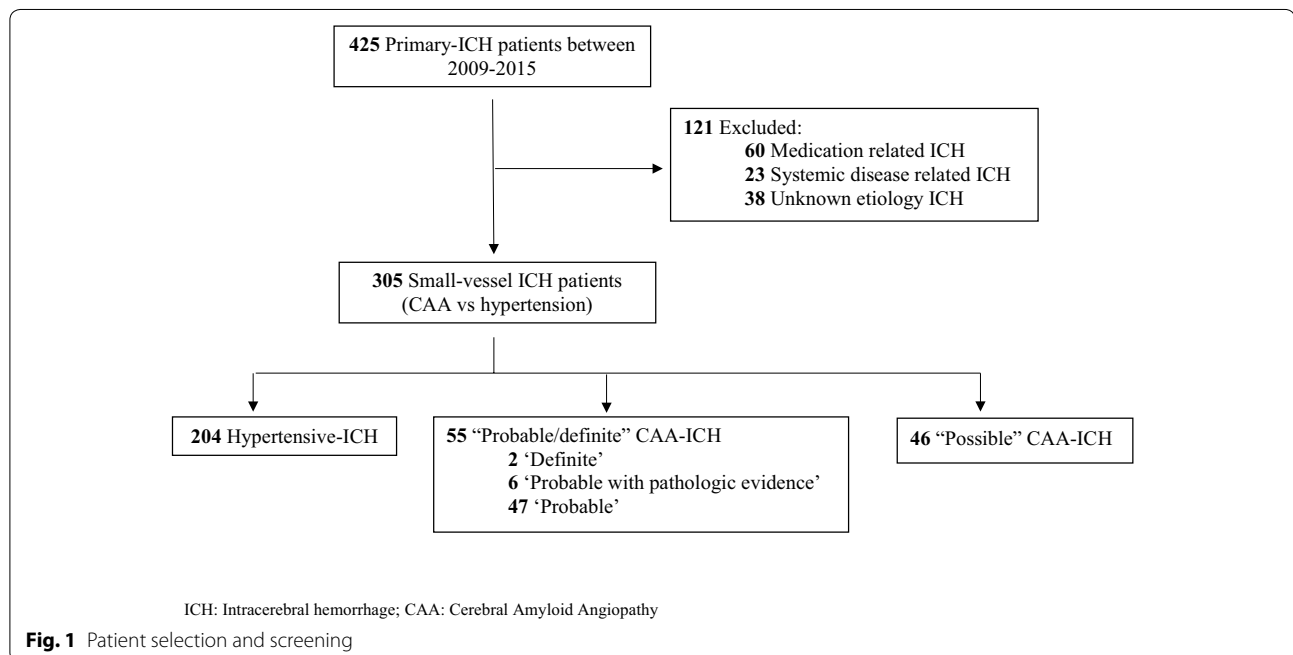 425 Primary-ICH patients between
2009-2015
121 Excluded:
60 Medication related ICH
23 Systemic disease related ICH
38 Unknown etiology ICH
305 Small-vessel ICH patients
(CAA vs hypertension)
204 Hypertensive-ICH
55 “Probable/definite” CAA-ICH
2 ‘Definite’
6 ‘Probable with pathologic evidence’
47 ‘Probable’
46 “Possible” CAA-ICH
ICH: Intracerebral hemorrhage; CAA: Cerebral Amyloid Angiopathy
Fig. 1 Patient selection and screening